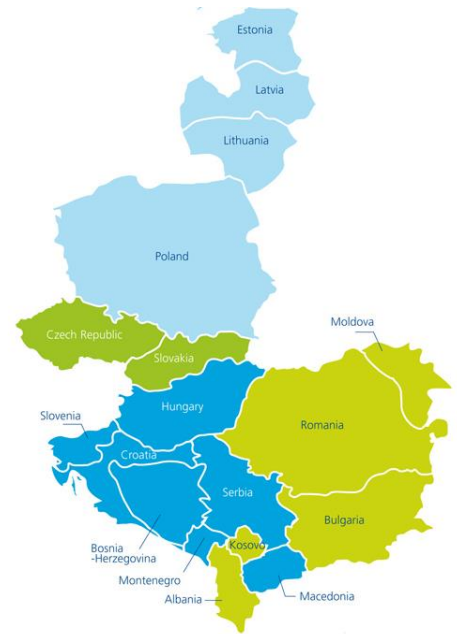 Estonia
Latvia
Lithuania
Poland
Moldova
Czech Republic
Slovakia
Hungary
Slovenia
Romania
Croatia
Serbia
Bulgaria
Kosovo
Bosnia
-Herzegovina
Montenegro
Albania
Macedonia